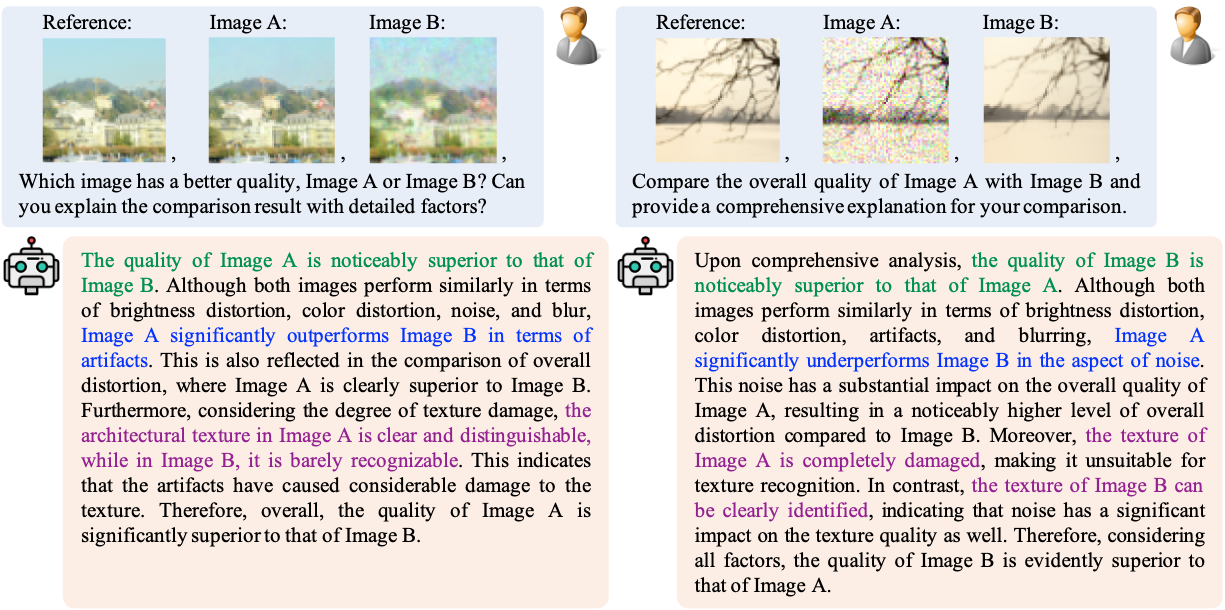 Reference:
Image A:
Image B:
,
,
,
Which image has a better quality, Image A or Image B? Can
you explain the comparison result with detailed factors?
The quality of Image A is noticeably superior to that of
Image B. Although both images perform similarly in terms
of brightness distortion, color distortion, noise, and blur,
Image A significantly outperforms Image B in terms of
artifacts. This is also reflected in the comparison of overall
distortion, where Image A is clearly superior to Image B.
Furthermore, considering the degree of texture damage, the
architectural texture in Image A is clear and distinguishable,
while in Image B, it is barely recognizable. This indicates
that the artifacts have caused considerable damage to the
texture. Therefore, overall, the quality of Image A is
significantly superior to that of Image B.
Reference:
Image A:
Image B:
,
,
,
Compare the overall quality of Image A with Image B and
provide a comprehensive explanation for your comparison.
Upon comprehensive analysis, the quality of Image B is
noticeably superior to that of Image A. Although both
images perform similarly in terms of brightness distortion,
color distortion, artifacts, and blurring, Image A
significantly underperforms Image B in the aspect of noise.
This noise has a substantial impact on the overall quality of
Image A, resulting in a noticeably higher level of overall
distortion compared to Image B. Moreover, the texture of
Image A is completely damaged, making it unsuitable for
texture recognition. In contrast, the texture of Image B can
be clearly identified, indicating that noise has a significant
impact on the texture quality as well. Therefore, considering
all factors, the quality of Image B is evidently superior to
that of Image A.